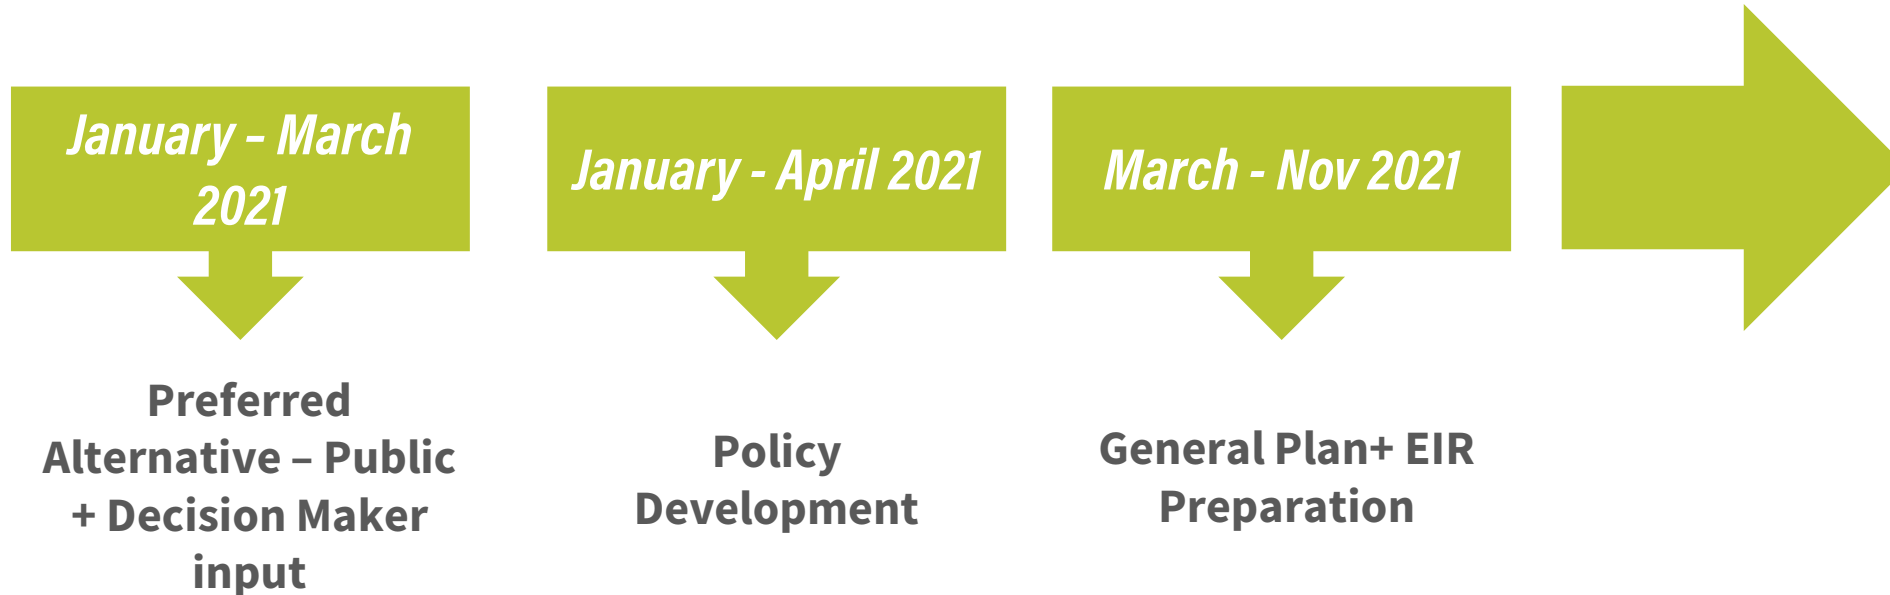 January – March
2021
Preferred
Alternative – Public
+ Decision Maker
input
January - April 2021
Policy
Development
March - Nov 2021
General Plan+ EIR
Preparation